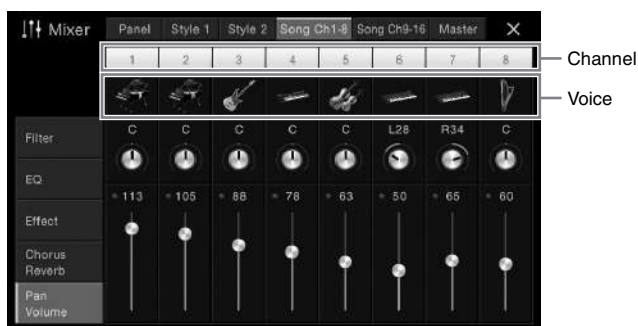 Mixer Panel Style 1 Style 2 Song Ch1-8 Song Ch9-16 Master ×
1 2 3 4 5 6 7 8 Channel
Voice
Filter C C C C C L28 R34 C
EQ
113 105 88 78 63 50 65 60
Effect
Chorus
Reverb
Pan
Volume